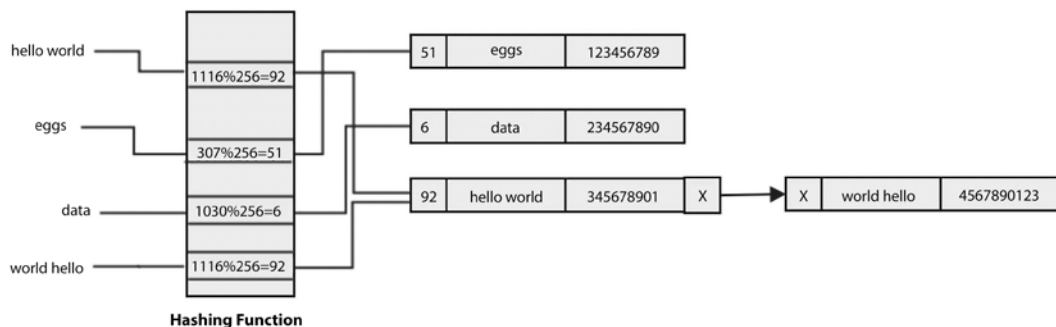 hello world
eggs
data
world hello
1116%256=92
307%256=51
1030%256=6
1116%256=92
Hashing Function
51 eggs 123456789
6 data 234567890
92 hello world 345678901 X
X world hello 4567890123